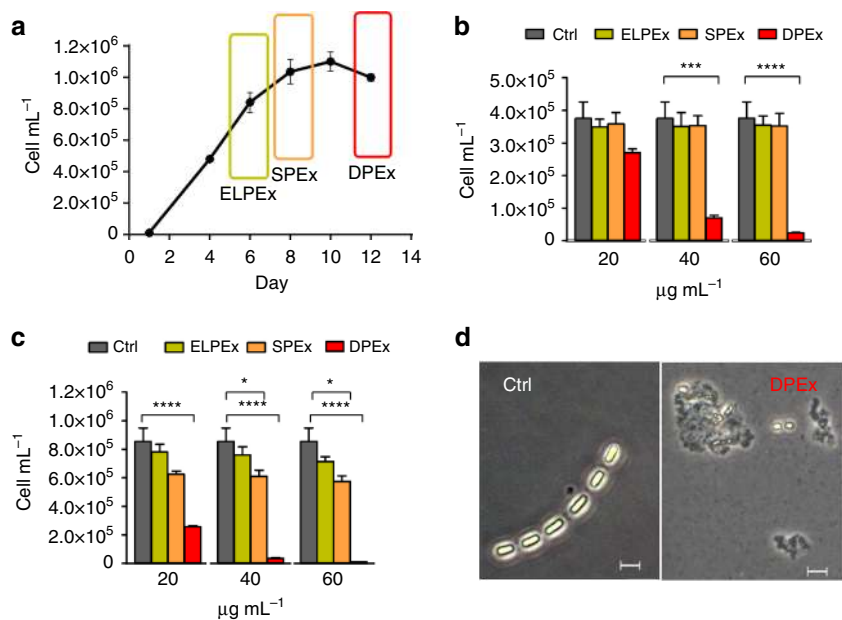 a
1.2×10⁶
1.0×10⁶
8.0×10⁵
6.0×10⁵
4.0×10⁵
2.0×10⁵
0
Cell mL⁻¹
ELPEx
SPEx
DPEx
0 2 4 6 8 10 12 14
Day
b
Ctrl ELPEx SPEx DPEx
*** ****
5.0×10⁵
4.0×10⁵
3.0×10⁵
2.0×10⁵
1.0×10⁵
0
Cell mL⁻¹
20 40 60
μg mL⁻¹
c
Ctrl ELPEx SPEx DPEx
* *
**** **** ****
1.2×10⁶
1.0×10⁶
8.0×10⁵
6.0×10⁵
4.0×10⁵
2.0×10⁵
0
Cell mL⁻¹
20 40 60
μg mL⁻¹
d
Ctrl DPEx